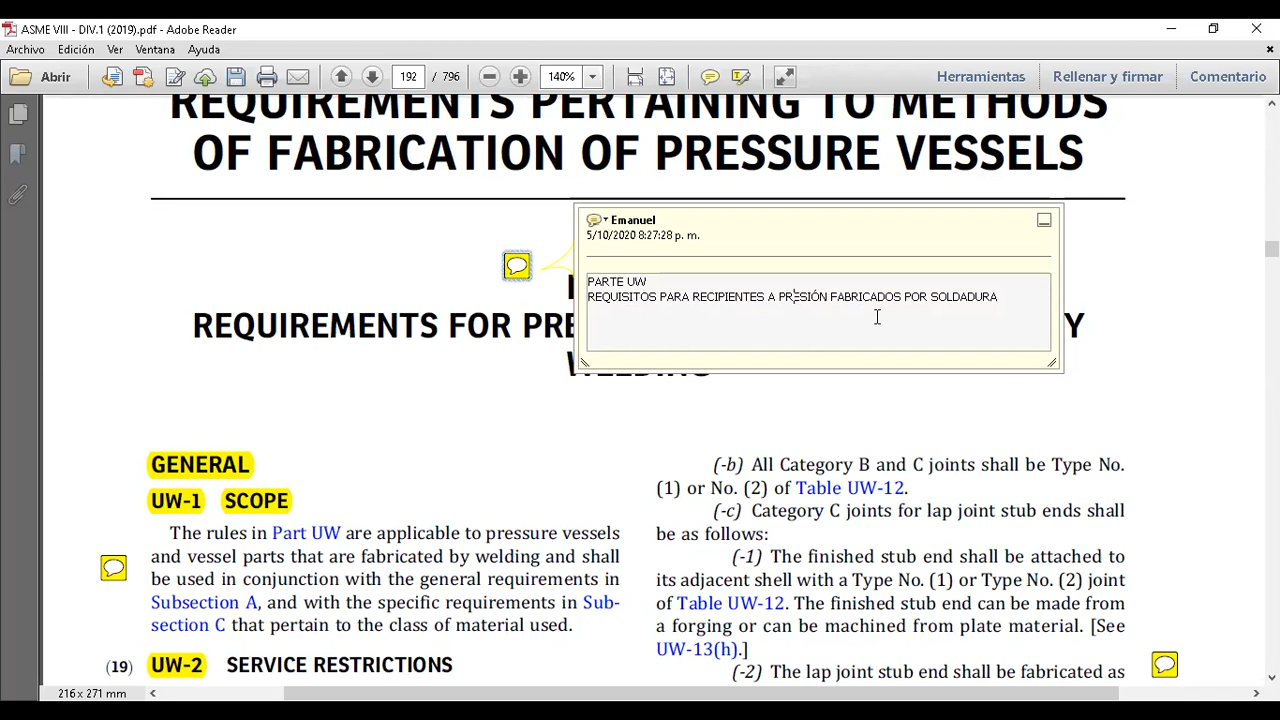 ASME VIII - DIV.1 (2019).pdf - Adobe Reader
Archivo Edición Ver Ventana Ayuda
Abrir 192 / 796 140% Herramientas Rellenar y firmar Comentario
REQUIREMENTS PERTAINING TO METHODS
OF FABRICATION OF PRESSURE VESSELS
Emanuel
5/10/2020 8:27:28 p. m.
PARTE UW
REQUISITOS PARA RECIPIENTES A PRESIÓN FABRICADOS POR SOLDADURA
REQUIREMENTS FOR PRE Y
GENERAL
UW-1 SCOPE
The rules in Part UW are applicable to pressure vessels
and vessel parts that are fabricated by welding and shall
be used in conjunction with the general requirements in
Subsection A, and with the specific requirements in Sub-
section C that pertain to the class of material used.
(19) UW-2 SERVICE RESTRICTIONS
(-b) All Category B and C joints shall be Type No.
(1) or No. (2) of Table UW-12.
(-c) Category C joints for lap joint stub ends shall
be as follows:
(-1) The finished stub end shall be attached to
its adjacent shell with a Type No. (1) or Type No. (2) joint
of Table UW-12. The finished stub end can be made from
a forging or can be machined from plate material. [See
UW-13(h).]
(-2) The lap joint stub end shall be fabricated as
216 x 271 mm